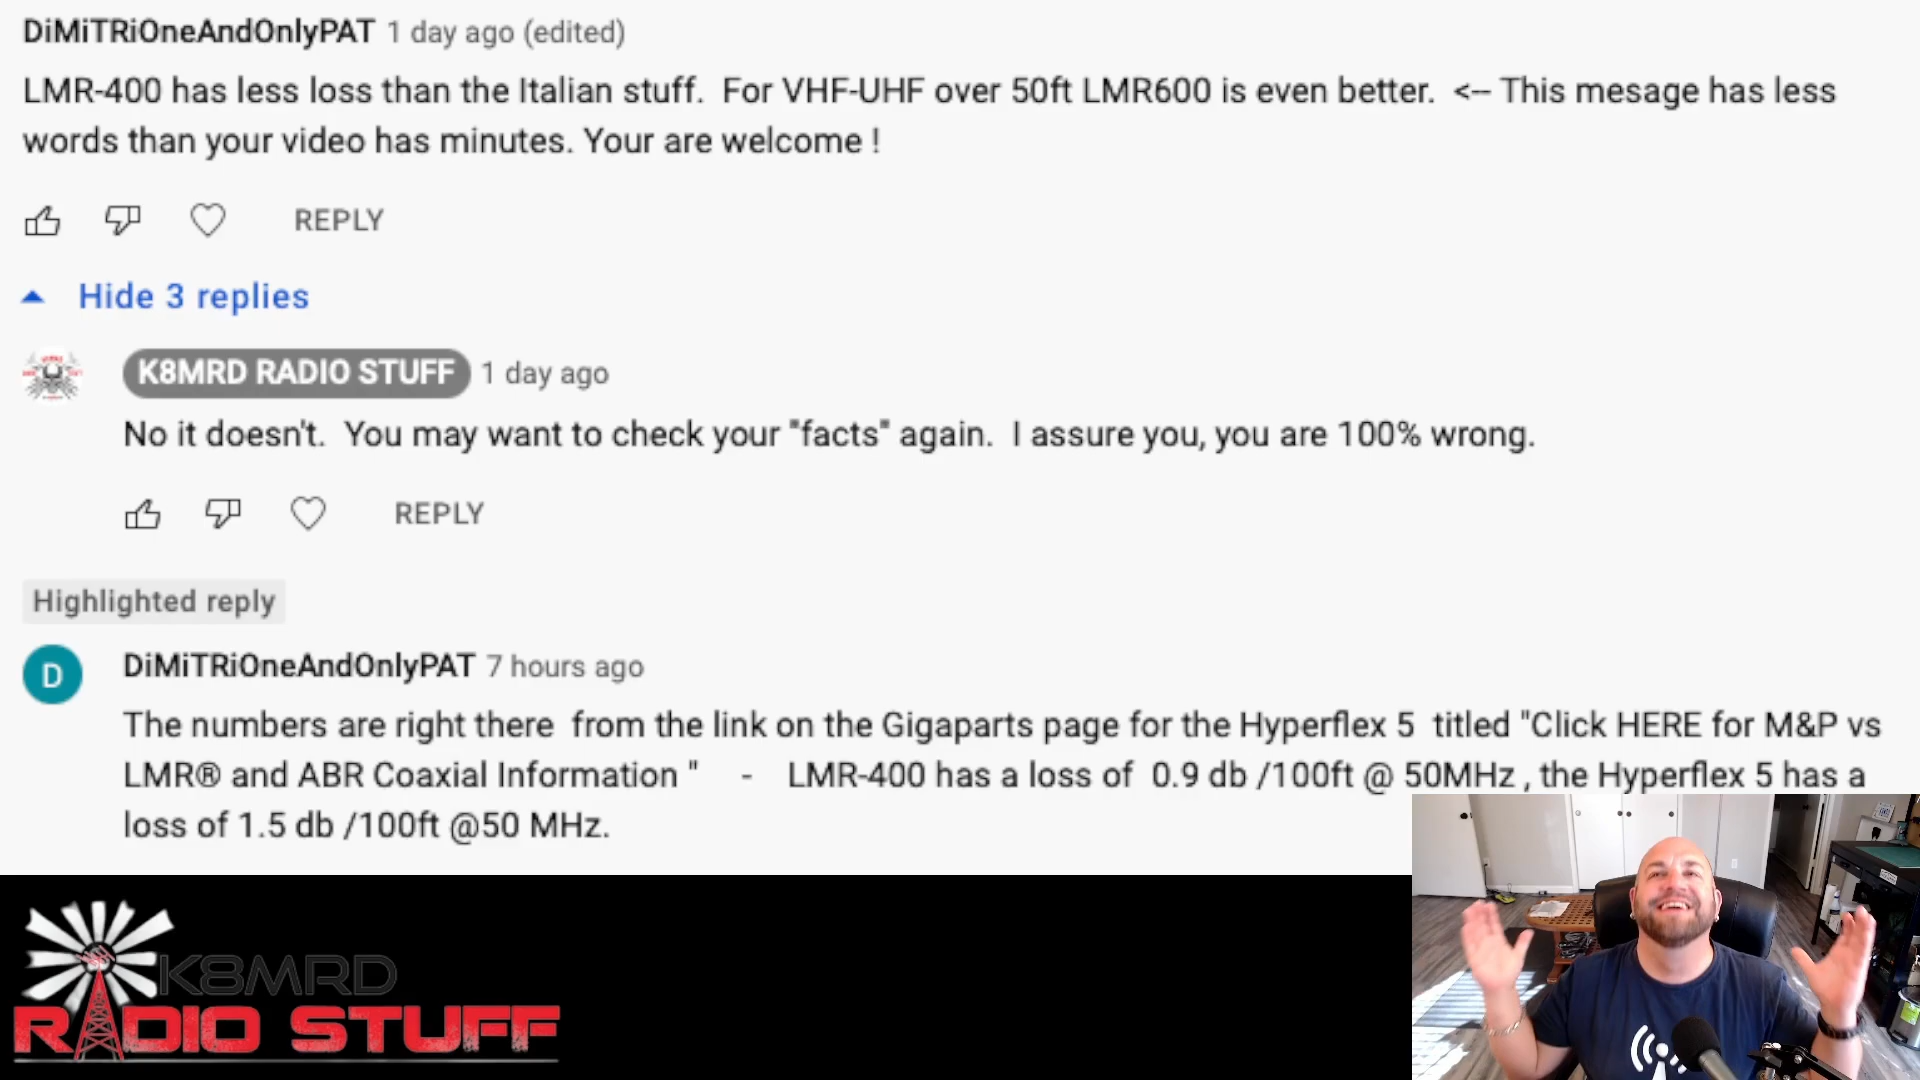 DiMiTRiOneAndOnlyPAT 1 day ago (edited)
LMR-400 has less loss than the Italian stuff. For VHF-UHF over 50ft LMR600 is even better. <-- This mesage has less
words than your video has minutes. Your are welcome !
REPLY
Hide 3 replies
K8MRD RADIO STUFF 1 day ago
No it doesn't. You may want to check your "facts" again. I assure you, you are 100% wrong.
REPLY
Highlighted reply
D
DiMiTRiOneAndOnlyPAT 7 hours ago
The numbers are right there from the link on the Gigaparts page for the Hyperflex 5 titled "Click HERE for M&P vs
LMR® and ABR Coaxial Information " - LMR-400 has a loss of 0.9 db /100ft @ 50MHz , the Hyperflex 5 has a
loss of 1.5 db /100ft @50 MHz.
K8MRD
RADIO STUFF